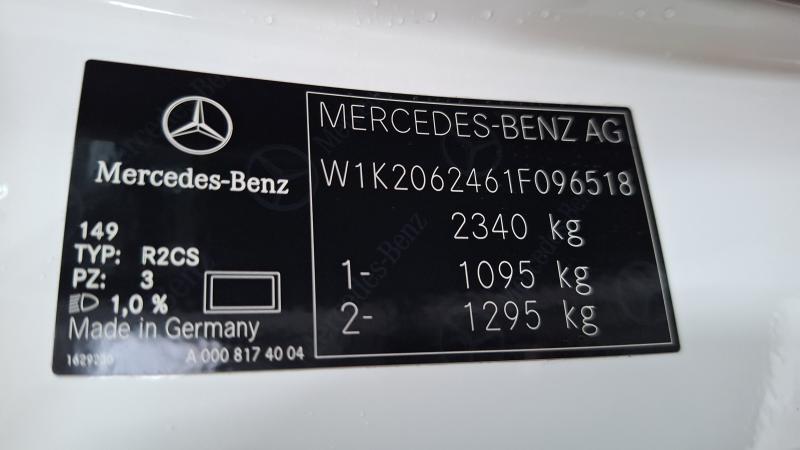 Mercedes-Benz
149
TYP: R2CS
PZ: 3
1,0 %
Made in Germany
A 000 817 40 04
MERCEDES-BENZ AG
W1K2062461F096518
2340 kg
1- 1095 kg
2- 1295 kg